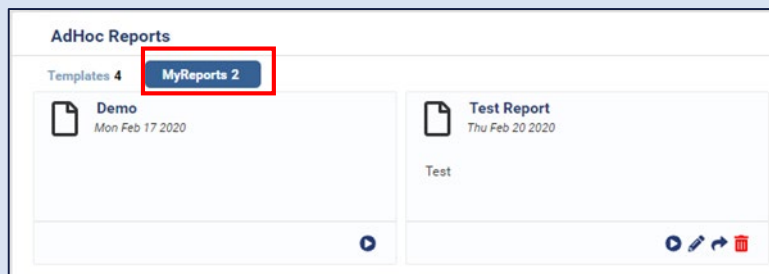 AdHoc Reports
Templates 4 MyReports 2
Demo
Mon Feb 17 2020
Test Report
Thu Feb 20 2020
Test